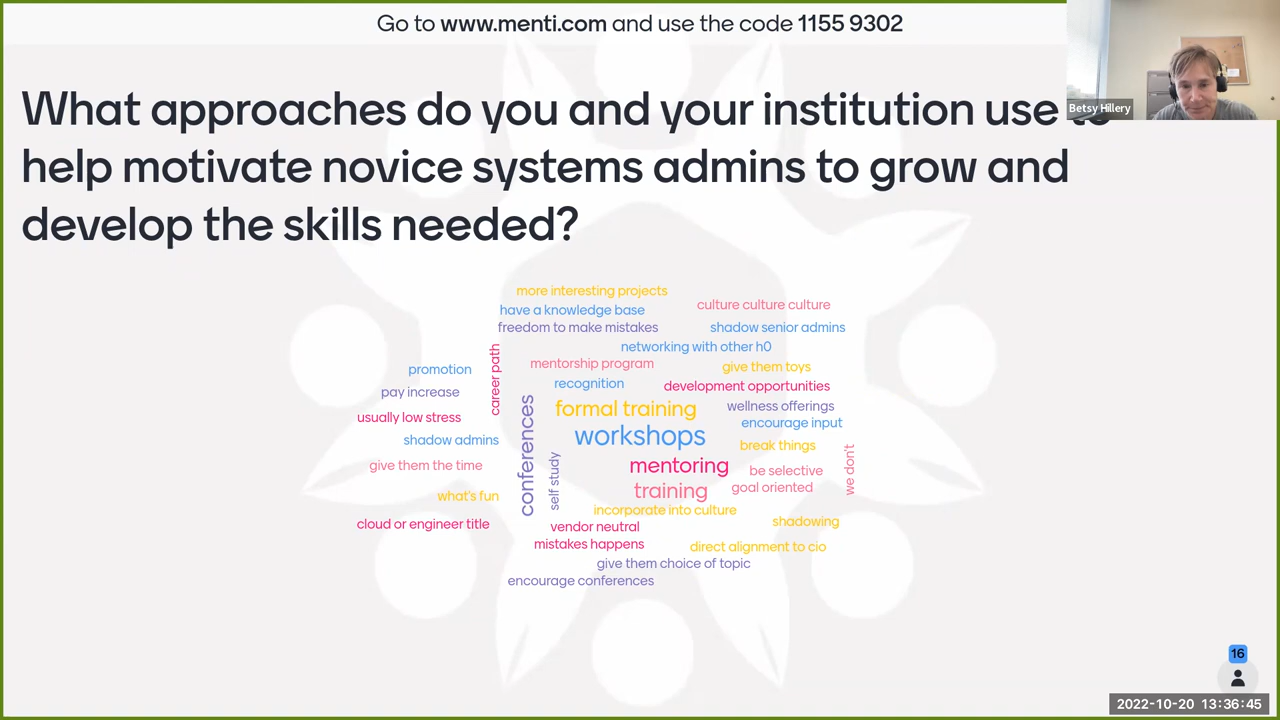 Go to www.menti.com and use the code 1155 9302
Betsy Hillery
What approaches do you and your institution use to
help motivate novice systems admins to grow and
develop the skills needed?
more interesting projects
culture culture culture
have a knowledge base
freedom to make mistakes
shadow senior admins
networking with other h0
career path
mentorship program
give them toys
promotion
recognition
development opportunities
pay increase
conferences
formal training
wellness offerings
usually low stress
encourage input
workshops
shadow admins
break things
we don't
give them the time
self study
mentoring
be selective
training
goal oriented
what's fun
incorporate into culture
cloud or engineer title
vendor neutral
shadowing
mistakes happens
direct alignment to cio
give them choice of topic
encourage conferences
16
2022-10-20 13:36:45